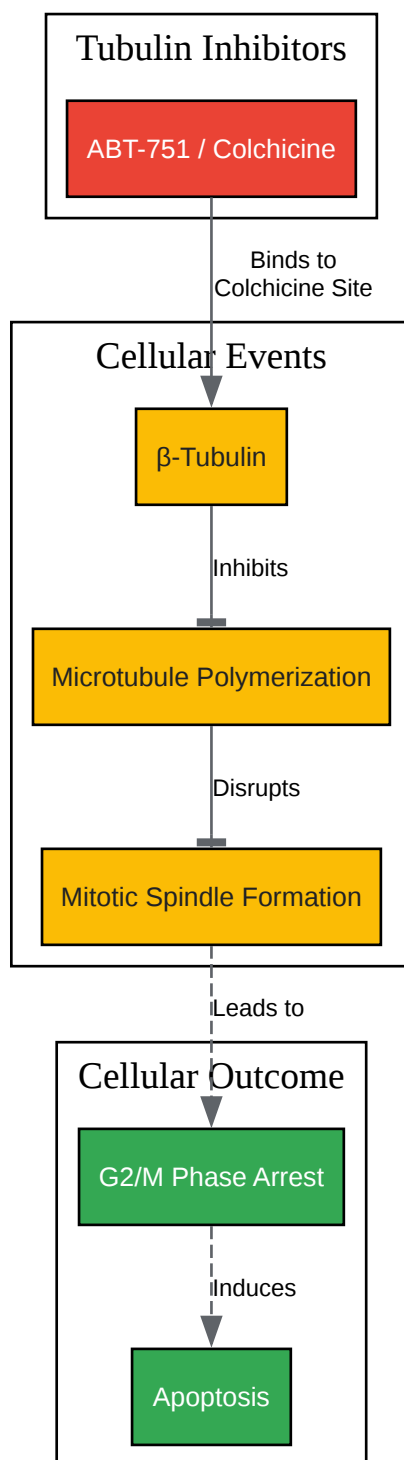 Tubulin Inhibitors
ABT-751 / Colchicine
Binds to
Colchicine Site
Cellular Events
β-Tubulin
Inhibits
Microtubule Polymerization
Disrupts
Mitotic Spindle Formation
Leads to
Cellular Outcome
G2/M Phase Arrest
Induces
Apoptosis